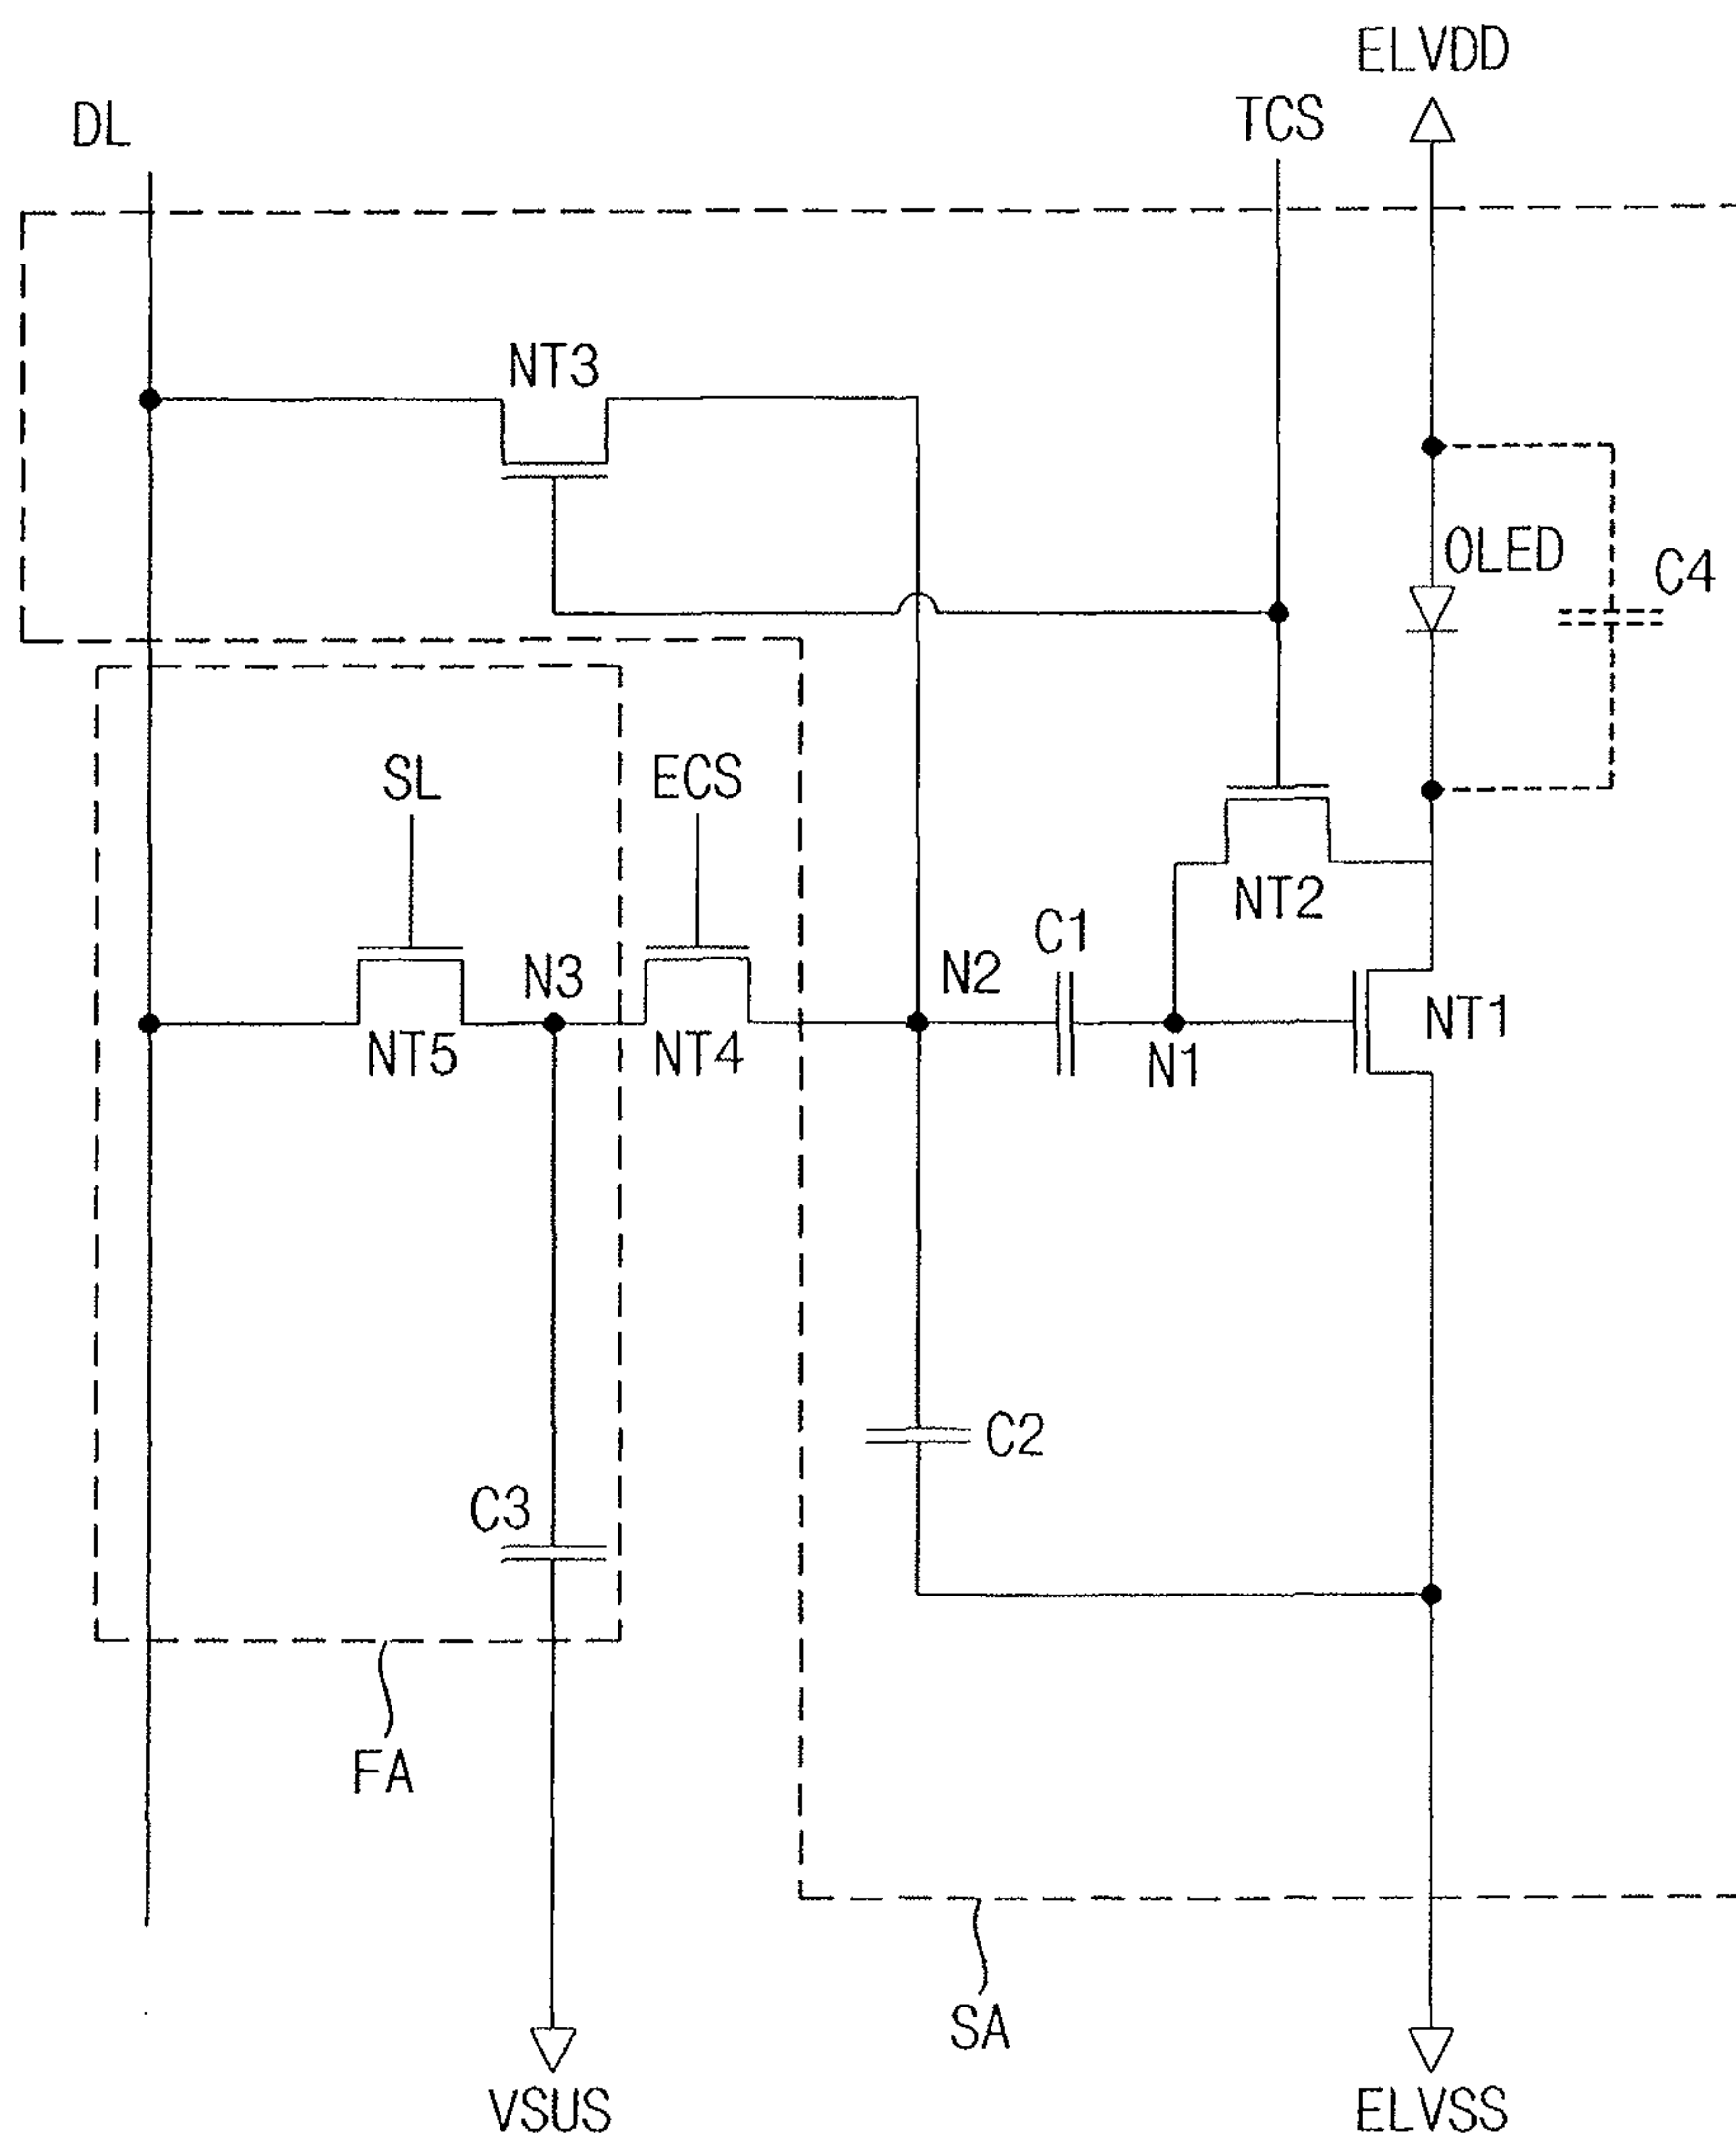 ELVDD
DL
TCS
NT3
OLED
C4
SL
ECS
NT2
C1
N3
N2
NT1
NT5
NT4
N1
C2
C3
FA
SA
VSUS
ELVSS